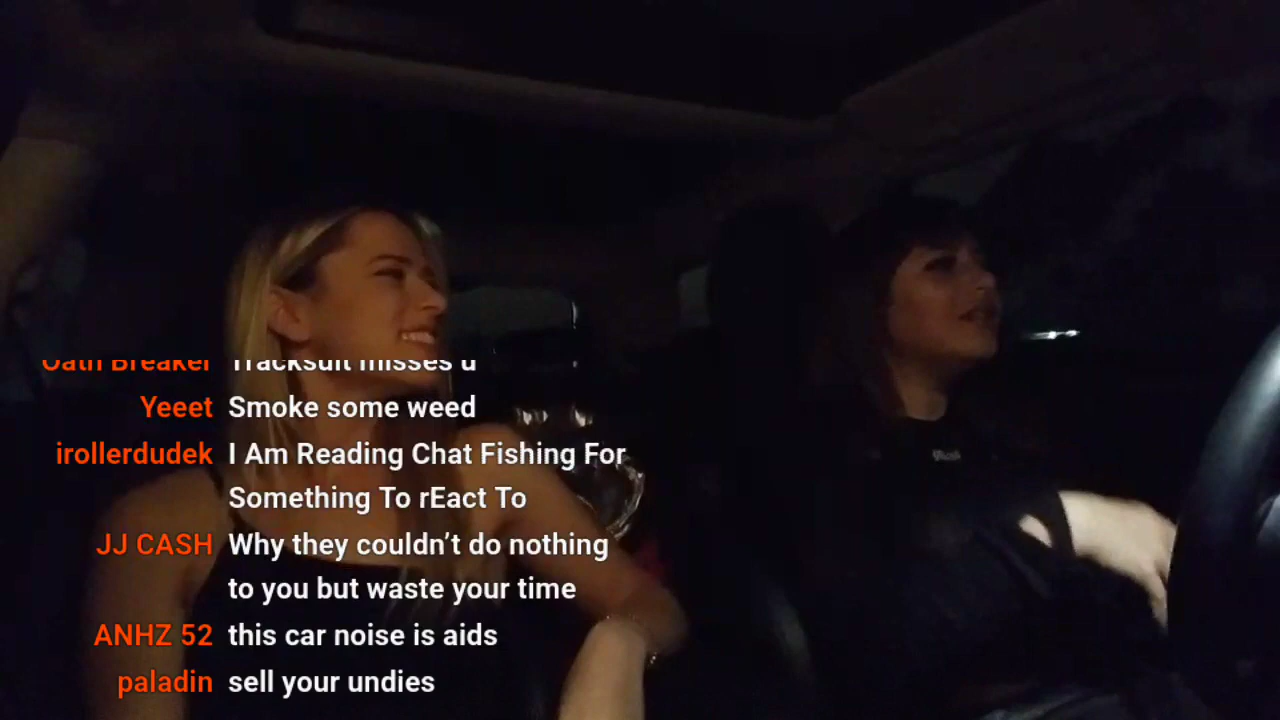 Oath Breaker Tracksuit misses u
Yeeet Smoke some weed
irollerdudek I Am Reading Chat Fishing For
Something To rEact To
JJ CASH Why they couldn't do nothing
to you but waste your time
ANHZ 52 this car noise is aids
paladin sell your undies